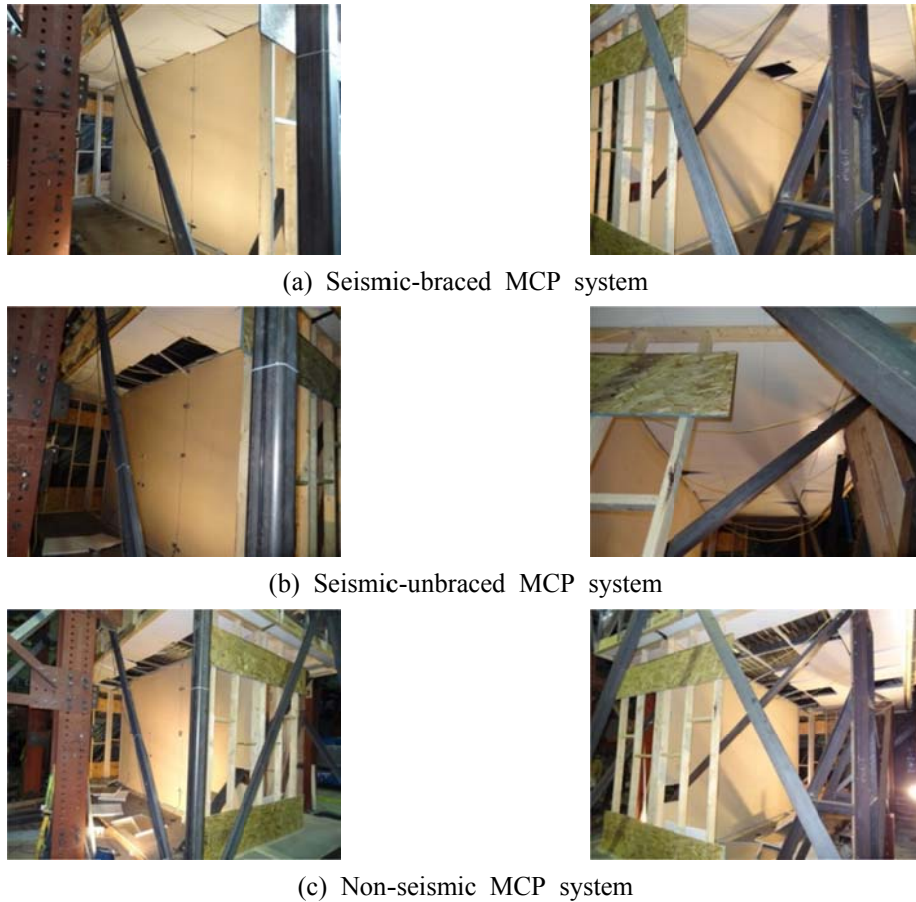 (a) Seismic-braced MCP system
(b) Seismic-unbraced MCP system
(c) Non-seismic MCP system